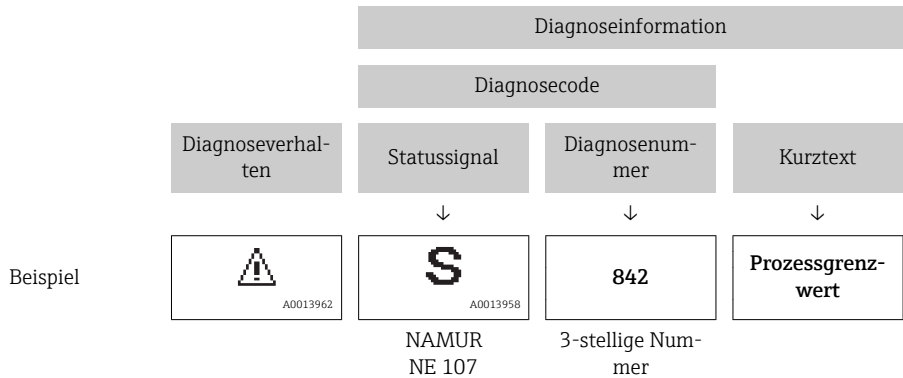 Diagnoseinformation
Diagnosecode
Diagnoseverhal-
ten
Statussignal
Diagnosenum-
mer
Kurztext
↓ ↓ ↓
Beispiel
A0013962
S
A0013958
842
Prozessgrenz-
wert
NAMUR
NE 107
3-stellige Num-
mer